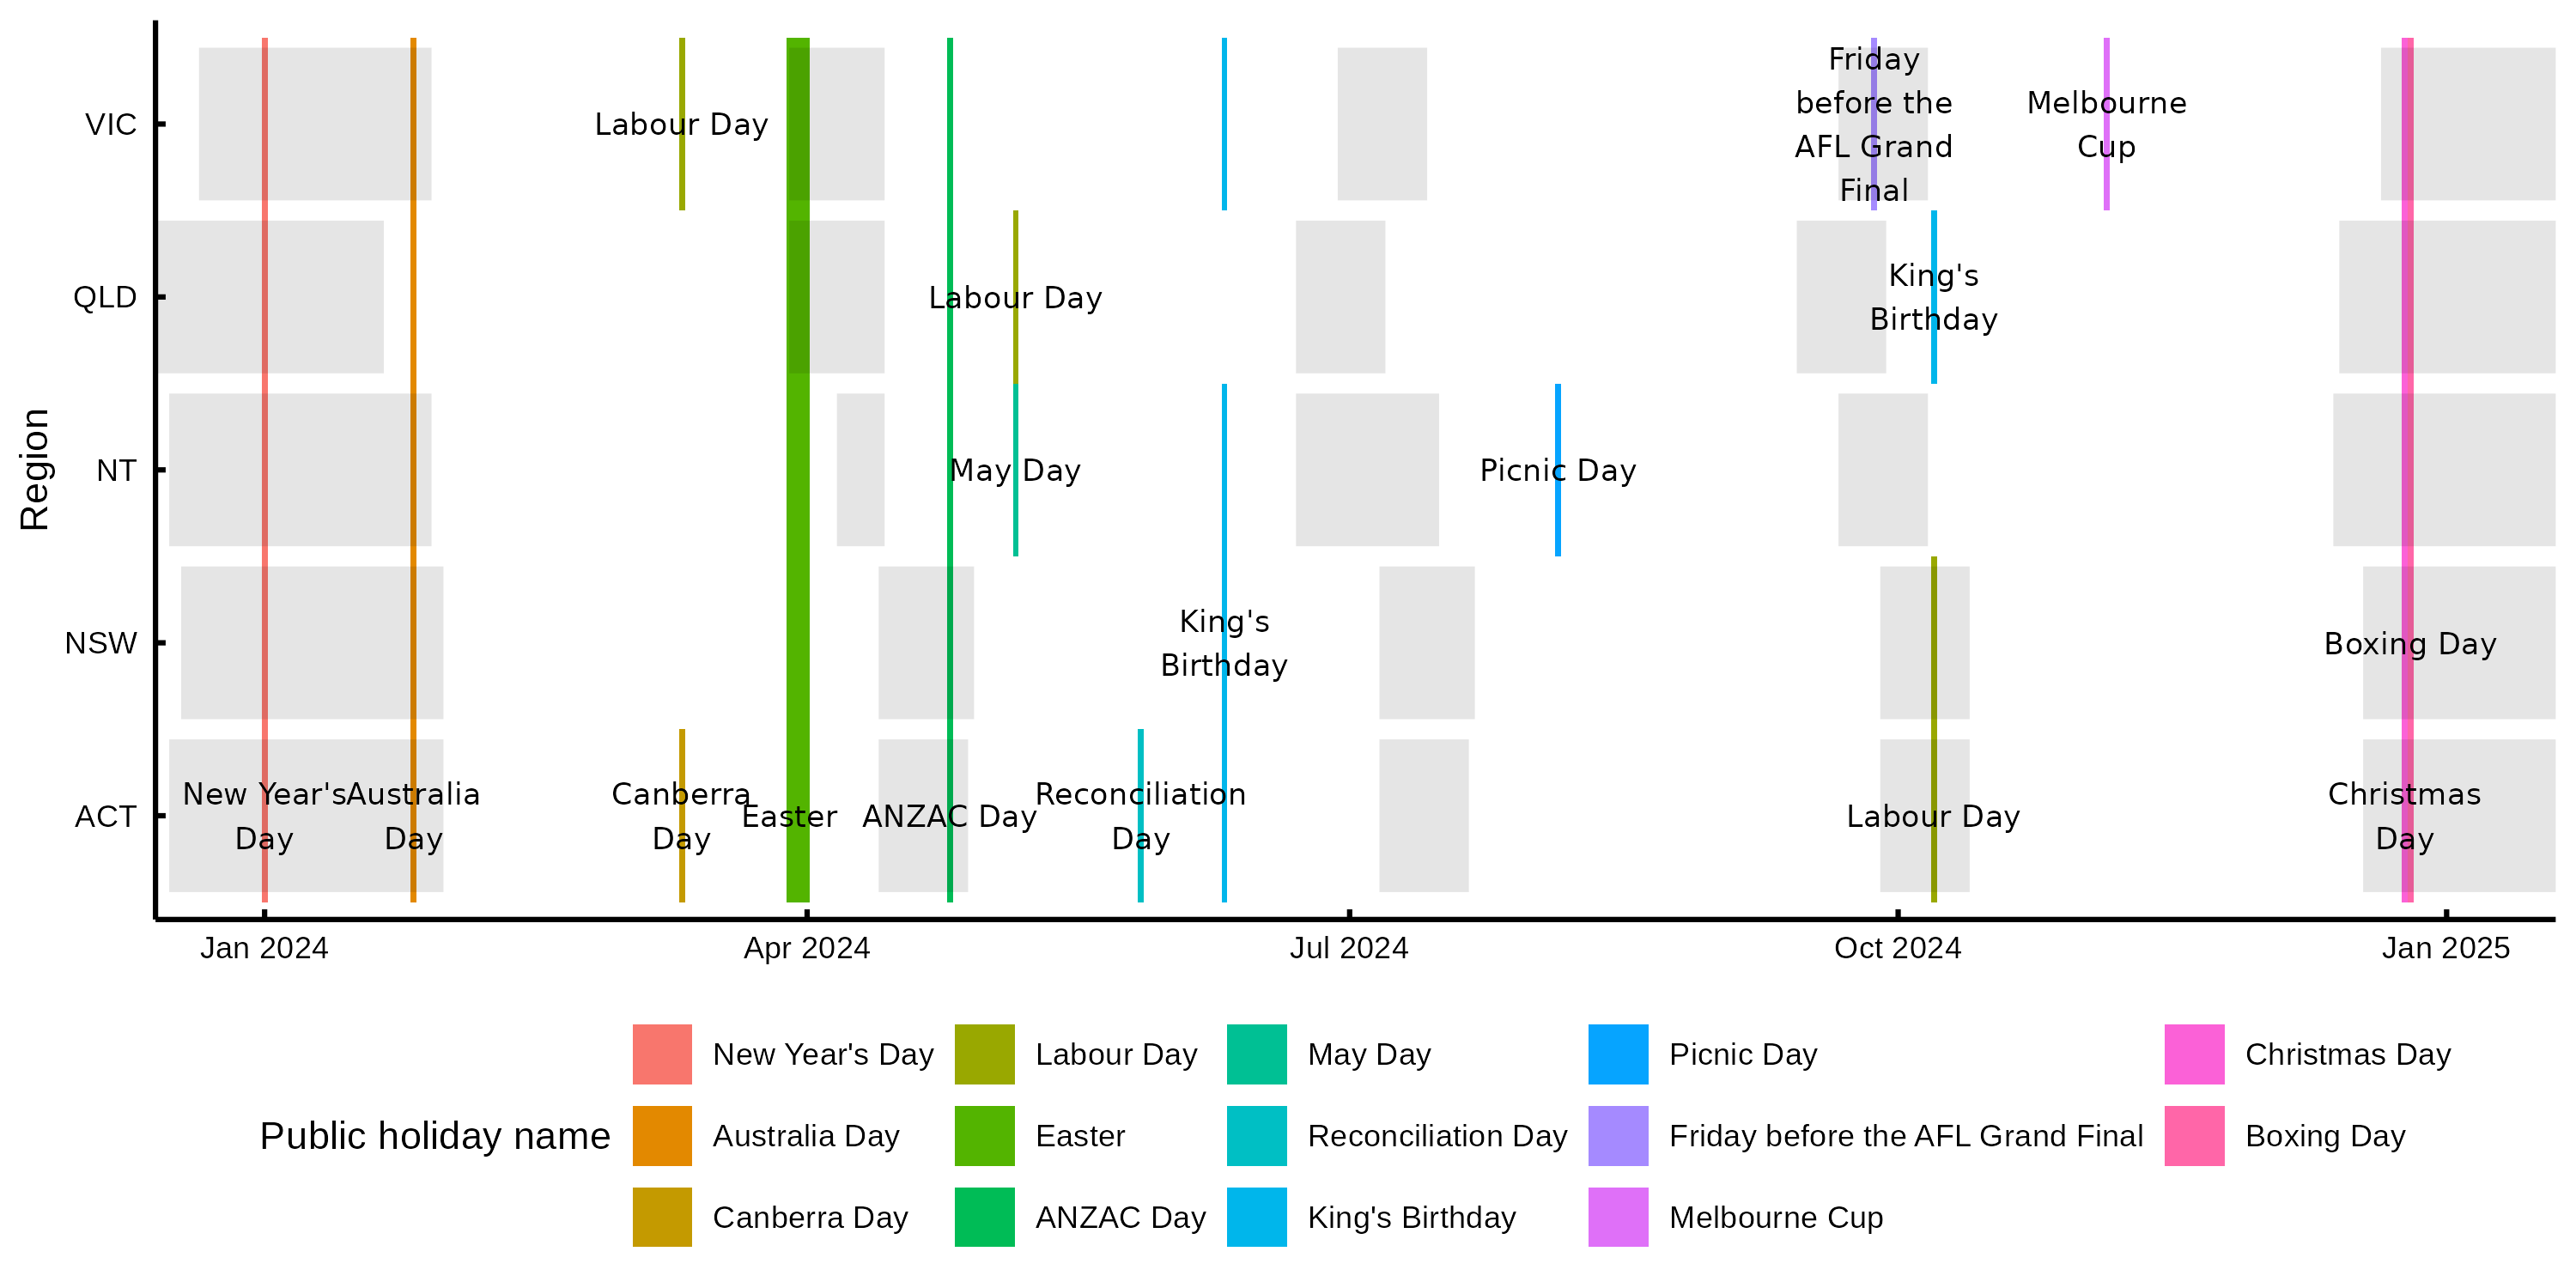 Friday
before the
AFL Grand
Final
Melbourne
Cup
VIC
Labour Day
QLD
Labour Day
King's
Birthday
Region
NT
May Day
Picnic Day
NSW
King's
Birthday
Boxing Day
ACT
New Year's
Day
Australia
Day
Canberra
Day
Easter
ANZAC Day
Reconciliation
Day
Labour Day
Christmas
Day
Jan 2024
Apr 2024
Jul 2024
Oct 2024
Jan 2025
Public holiday name
New Year's Day
Australia Day
Canberra Day
Labour Day
Easter
ANZAC Day
May Day
Reconciliation Day
King's Birthday
Picnic Day
Friday before the AFL Grand Final
Melbourne Cup
Christmas Day
Boxing Day